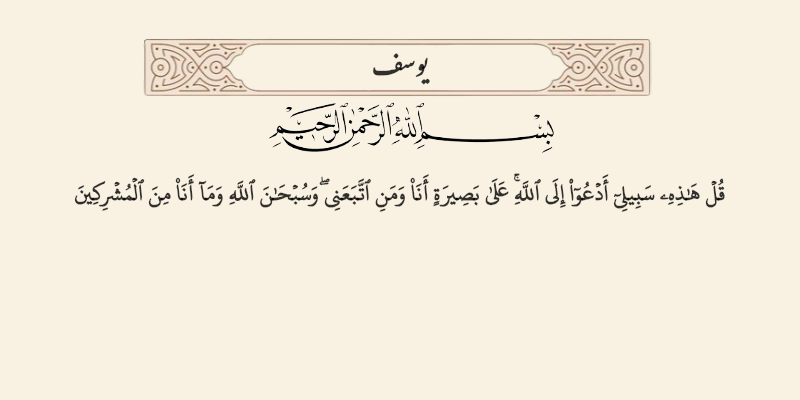 يوسف
بِسْمِ ٱللَّهِ ٱلرَّحْمَٰنِ ٱلرَّحِيمِ
قُلْ هَـٰذِهِۦ سَبِيلِىٓ أَدْعُوٓا۟ إِلَى ٱللَّهِ ۚ عَلَىٰ بَصِيرَةٍ أَنَا۠ وَمَنِ ٱتَّبَعَنِى ۖ وَسُبْحَـٰنَ ٱللَّهِ وَمَآ أَنَا۠ مِنَ ٱلْمُشْرِكِينَ